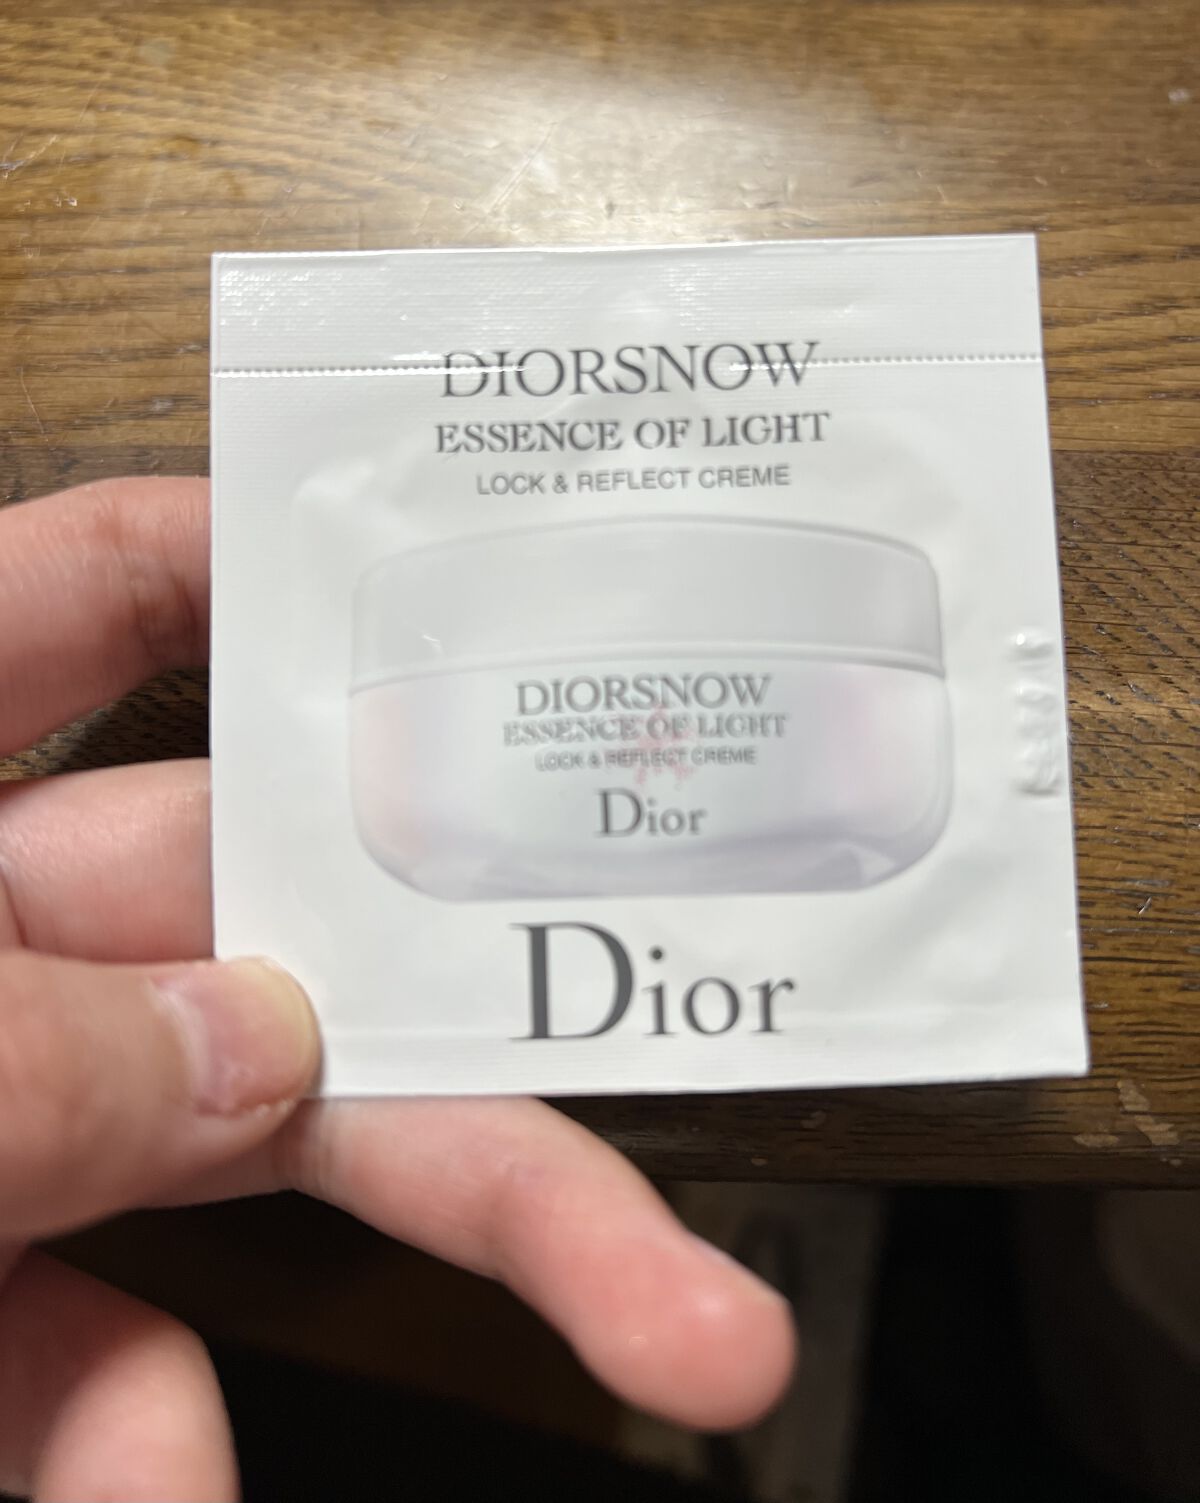 DIORSNOW
ESSENCE OF LIGHT
LOCK & REFLECT CREME
DIORSNOW
ESSENCE OF LIGHT
LOCK & REFLECT CREME
Dior
Dior